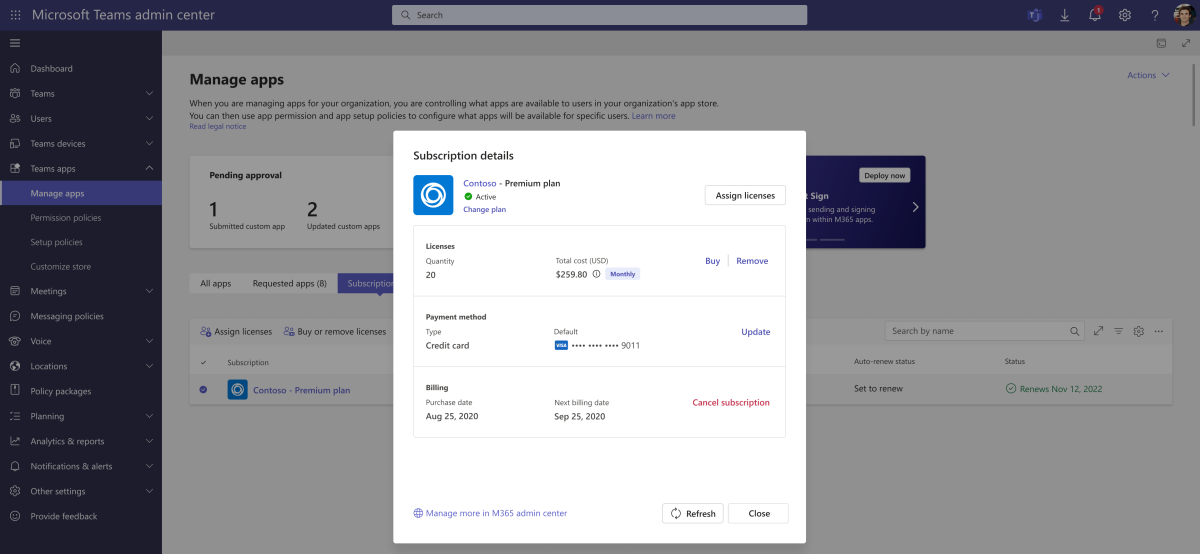 Microsoft Teams admin center
Search
1
Dashboard
Teams
Users
Teams devices
Teams apps
Manage apps
Permission policies
Setup policies
Customize store
Meetings
Messaging policies
Voice
Locations
Policy packages
Planning
Analytics & reports
Notifications & alerts
Other settings
Provide feedback
Manage apps
Actions
When you are managing apps for your organization, you are controlling what apps are available to users in your organization's app store.
You can then use app permission and app setup policies to configure what apps will be available for specific users. Learn more
Read legal notice
Pending approval
1
2
Submitted custom app
Updated custom apps
Deploy now
t Sign
sending and signing
n within M365 apps.
All apps
Requested apps (8)
Subscription
Assign licenses
Buy or remove licenses
Search by name
Subscription
Auto-renew status
Status
Contoso - Premium plan
Set to renew
Renews Nov 12, 2022
Subscription details
Contoso - Premium plan
Active
Change plan
Assign licenses
Licenses
Quantity
Total cost (USD)
Buy
Remove
20
$259.80
Monthly
Payment method
Type
Default
Update
Credit card
VISA •••• •••• •••• 9011
Billing
Purchase date
Next billing date
Cancel subscription
Aug 25, 2020
Sep 25, 2020
Manage more in M365 admin center
Refresh
Close